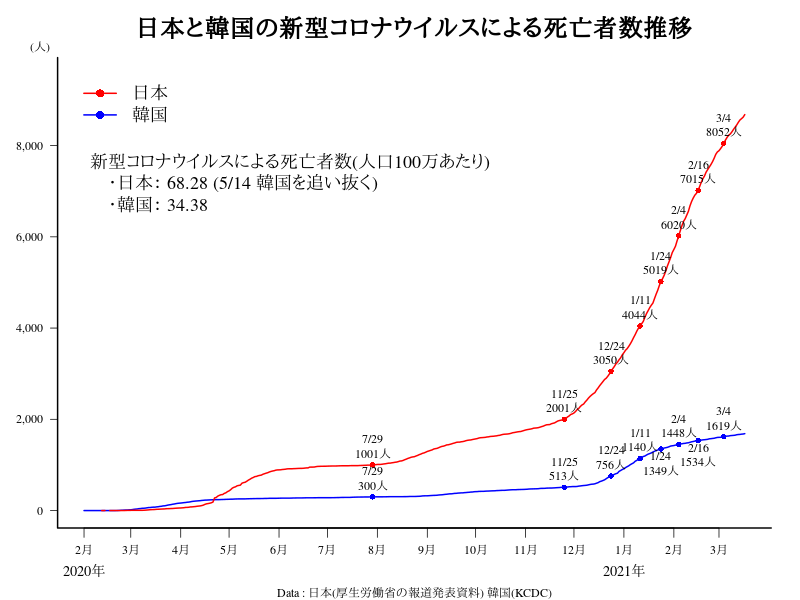 日本と韓国の新型コロナウイルスによる死亡者数推移
(人)
日本
韓国
新型コロナウイルスによる死亡者数(人口100万あたり)
・日本： 68.28 (5/14 韓国を追い抜く)
・韓国： 34.38
8,000
6,000
4,000
2,000
0
3/4
8052人
2/16
7015人
2/4
6020人
1/24
5019人
1/11
4044人
12/24
3050人
11/25
2001人
7/29
1001人
7/29
300人
11/25
513人
12/24
756人
1/11
1140人
1/24
1349人
2/4
1448人
2/16
1534人
3/4
1619人
2月 3月 4月 5月 6月 7月 8月 9月 10月 11月 12月 1月 2月 3月
2020年 2021年
Data : 日本(厚生労働省の報道発表資料) 韓国(KCDC)